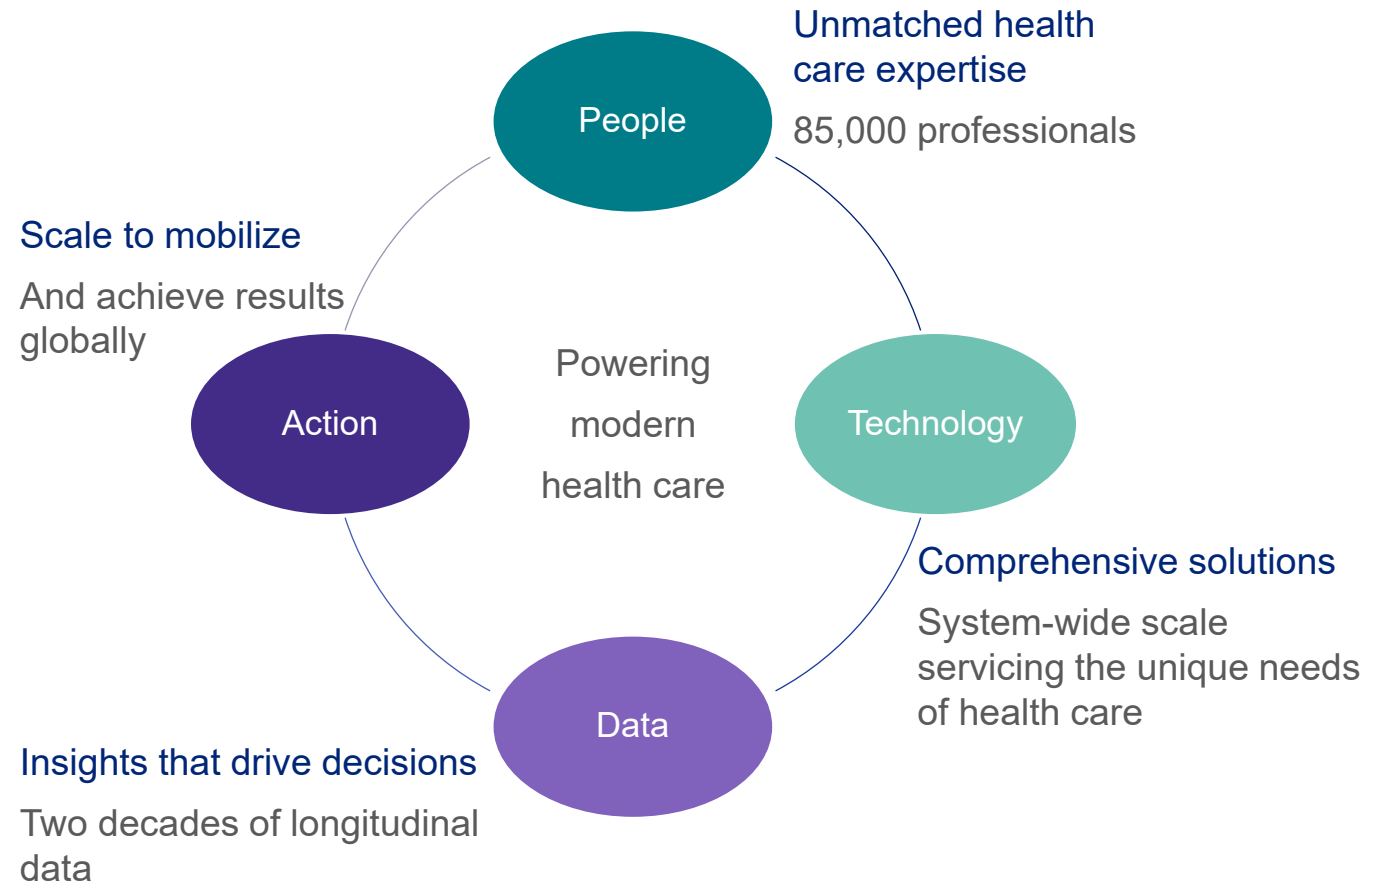 Unmatched health
care expertise
85,000 professionals
People
Scale to mobilize
And achieve results
globally
Action
Powering
modern
health care
Technology
Comprehensive solutions
System-wide scale
servicing the unique needs
of health care
Data
Insights that drive decisions
Two decades of longitudinal
data